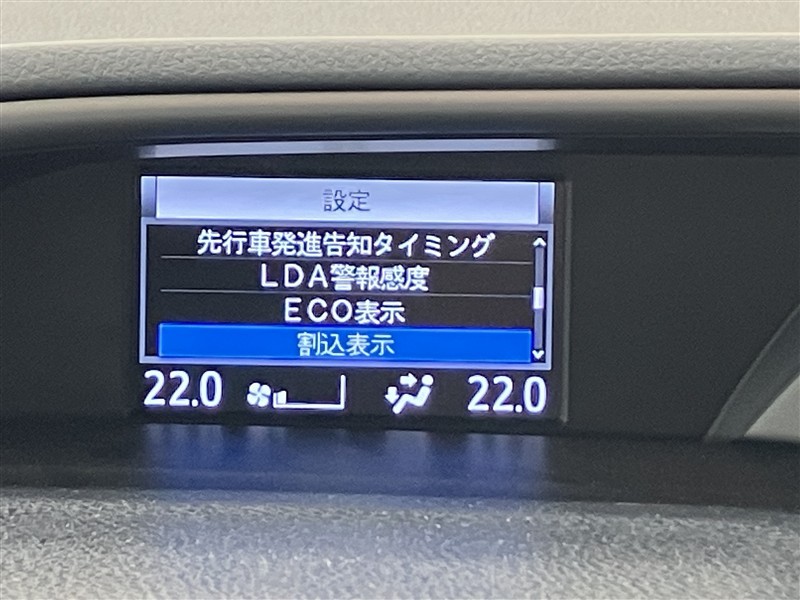 設定
先行車発進告知タイミング
LDA警報感度
ECO表示
割込表示
22.0 22.0